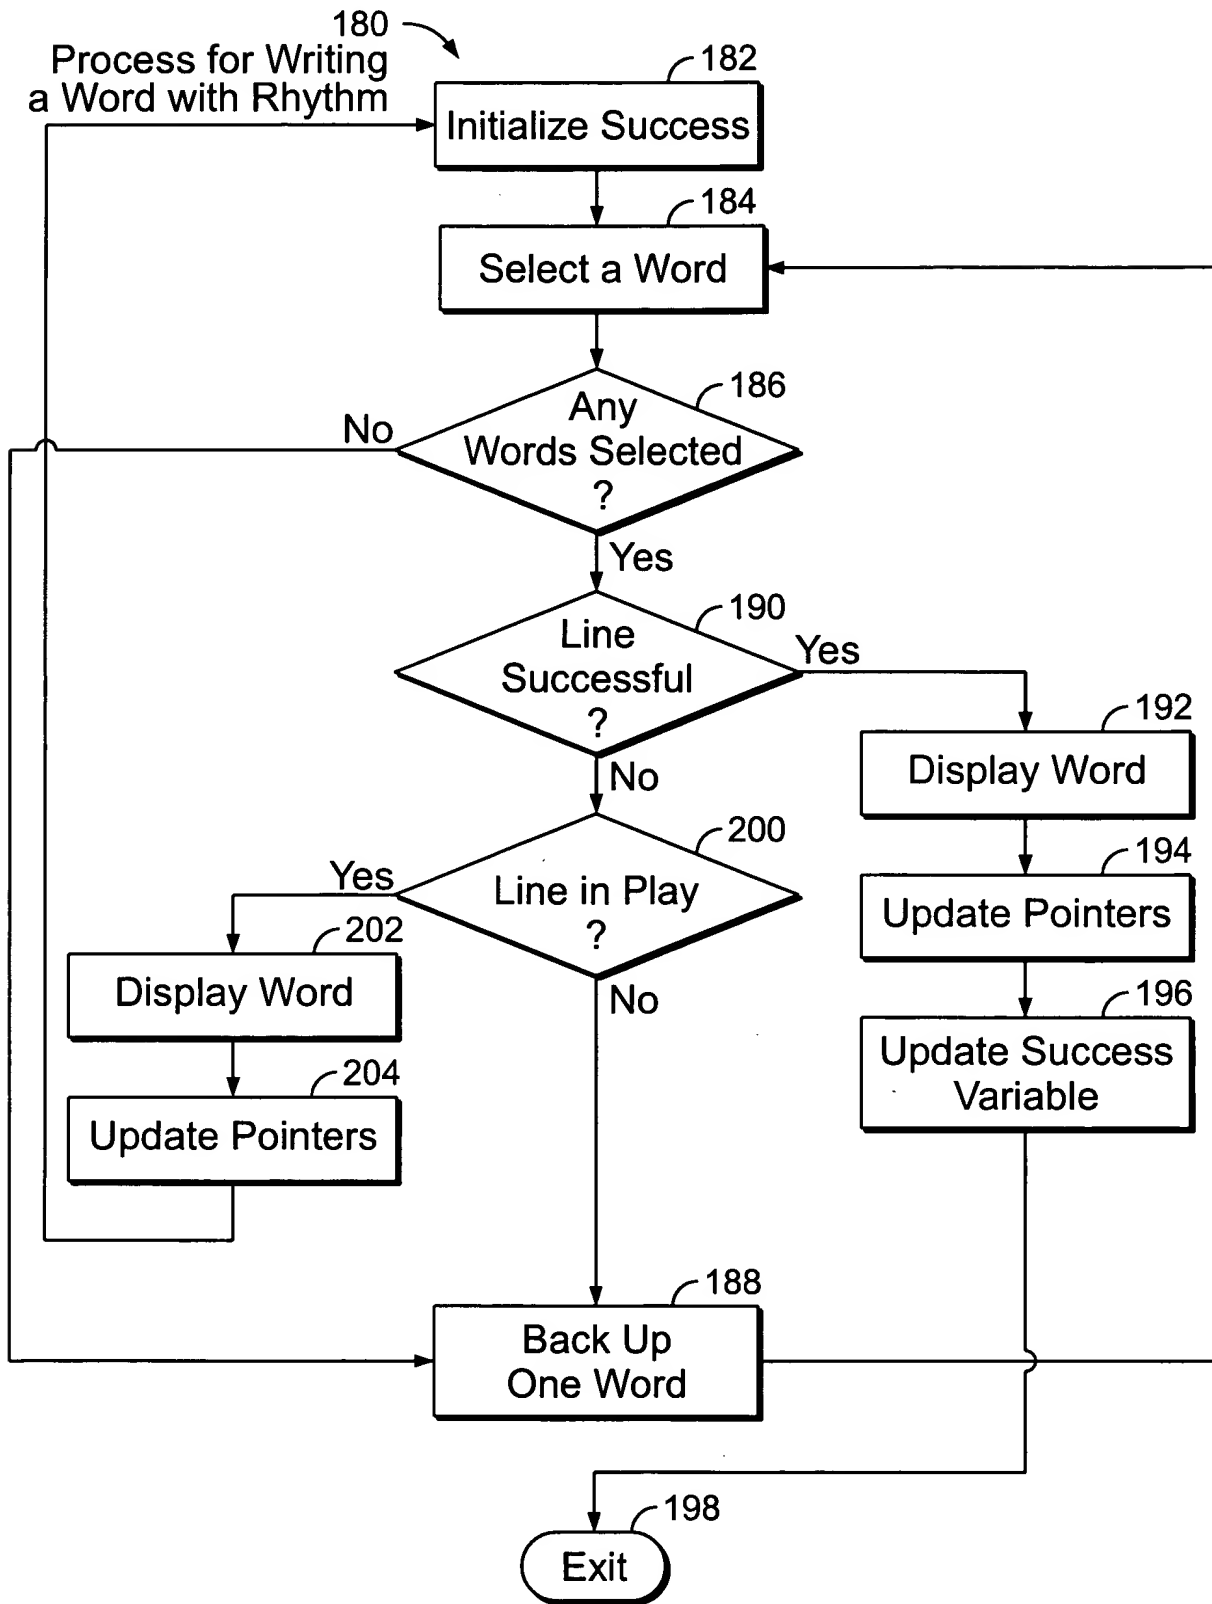 180
Process for Writing
a Word with Rhythm
182
Initialize Success
184
Select a Word
186
Any
Words Selected
?
No
Yes
190
Line
Successful
?
Yes
No
192
Display Word
194
Update Pointers
196
Update Success
Variable
200
Line in Play
?
Yes
No
202
Display Word
204
Update Pointers
188
Back Up
One Word
198
Exit